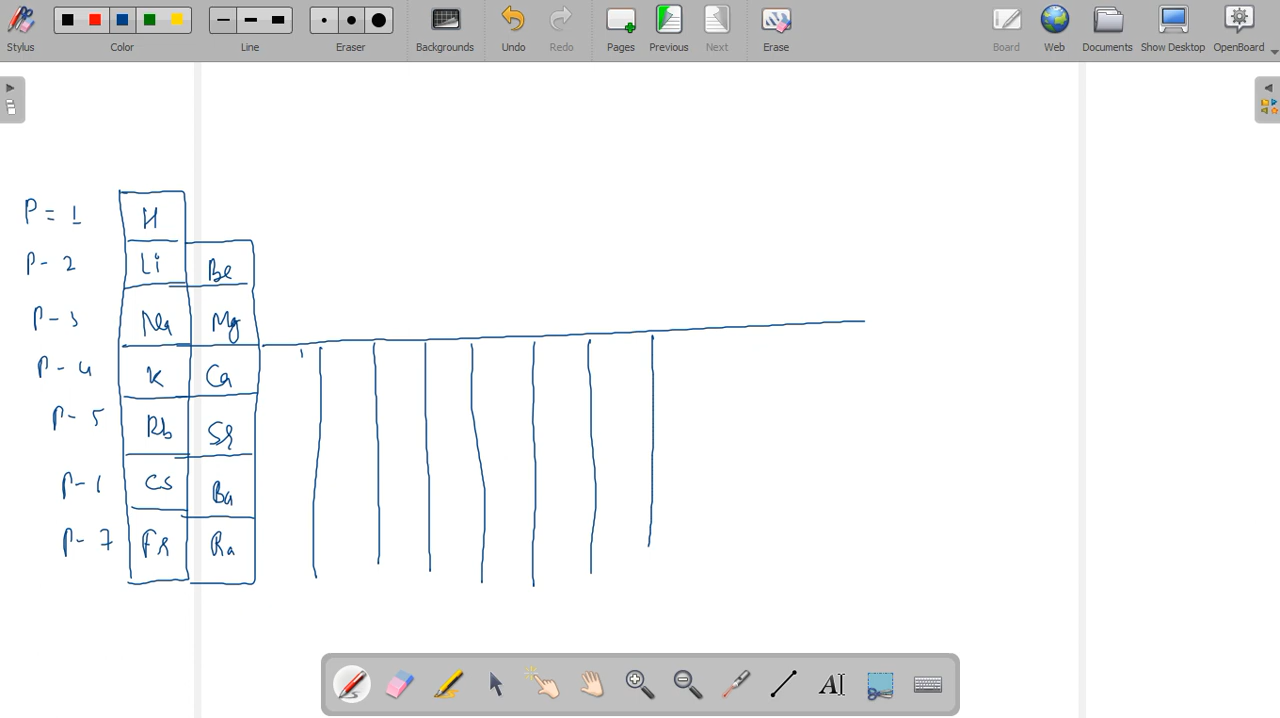 Stylus Color Line Eraser Backgrounds Undo Redo Pages Previous Next Erase Board Web Documents Show Desktop OpenBoard
P = 1 H
P - 2 Li Be
P - 3 Na Mg
P - 4 K Ca
P - 5 Rb Sr
P - 1 Cs Ba
P - 7 Fr Ra